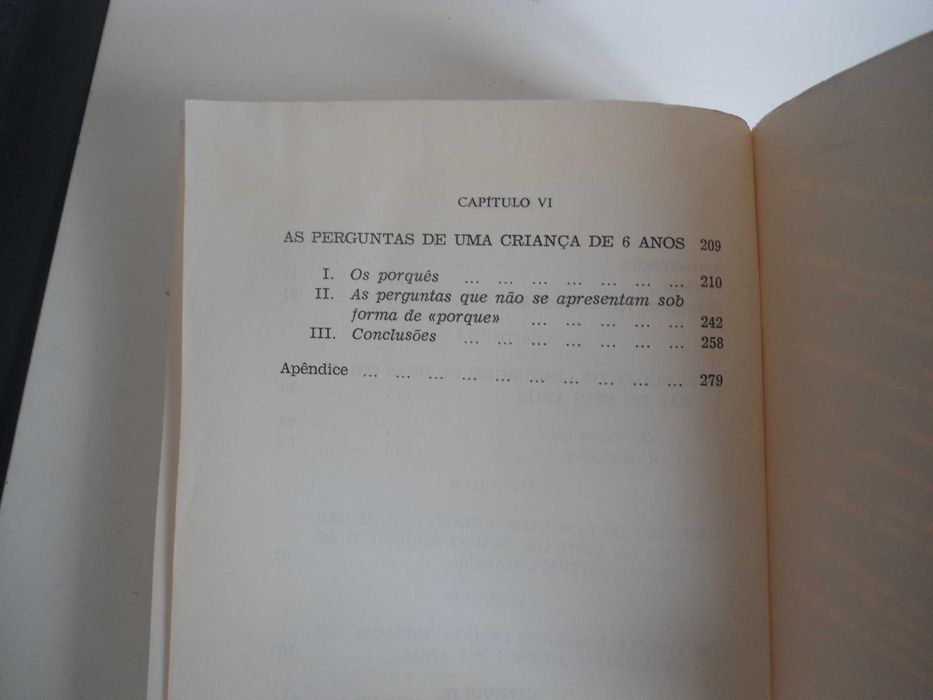 CAPÍTULO VI
AS PERGUNTAS DE UMA CRIANÇA DE 6 ANOS 209
I. Os porquês ... ... ... ... ... ... ... 210
II. As perguntas que não se apresentam sob
forma de «porque» ... ... ... ... ... 242
III. Conclusões ... ... ... ... ... ... ... 258
Apêndice ... ... ... ... ... ... ... ... ... ... 279